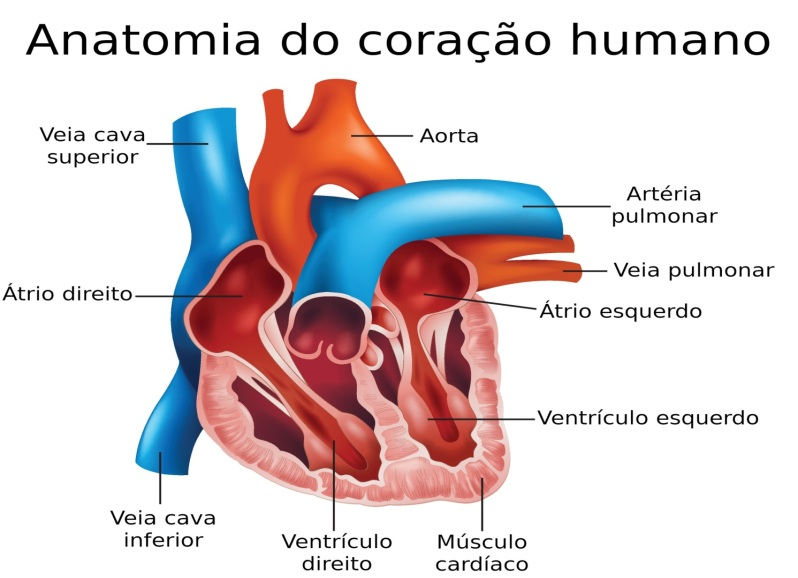 Anatomia do coração humano
Veia cava
superior
Aorta
Artéria
pulmonar
Veia pulmonar
Átrio direito
Átrio esquerdo
Ventrículo esquerdo
Veia cava
inferior
Ventrículo
direito
Músculo
cardíaco